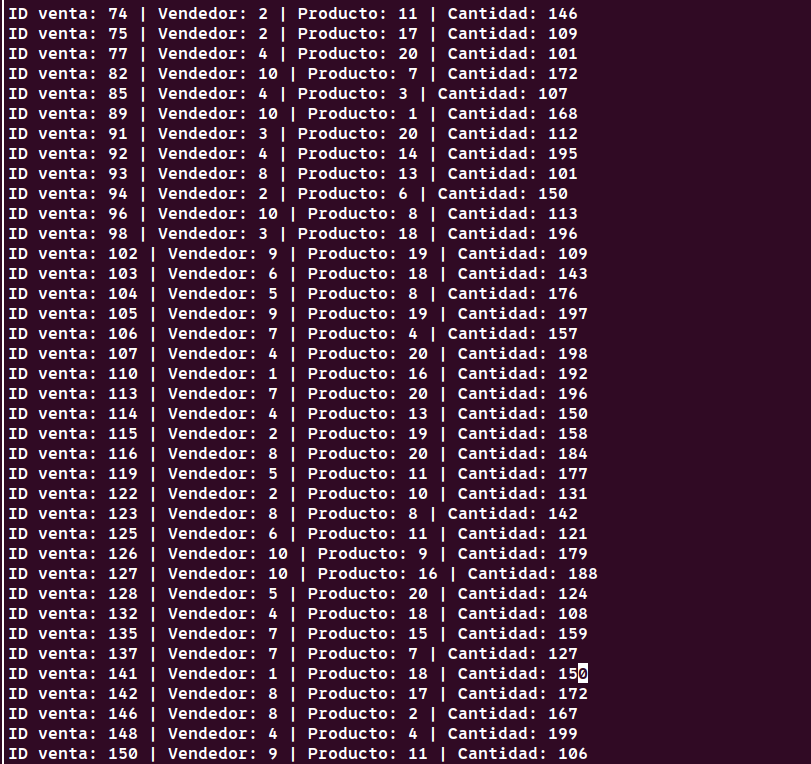 ID venta: 74 | Vendedor: 2 | Producto: 11 | Cantidad: 146
ID venta: 75 | Vendedor: 2 | Producto: 17 | Cantidad: 109
ID venta: 77 | Vendedor: 4 | Producto: 20 | Cantidad: 101
ID venta: 82 | Vendedor: 10 | Producto: 7 | Cantidad: 172
ID venta: 85 | Vendedor: 4 | Producto: 3 | Cantidad: 107
ID venta: 89 | Vendedor: 10 | Producto: 1 | Cantidad: 168
ID venta: 91 | Vendedor: 3 | Producto: 20 | Cantidad: 112
ID venta: 92 | Vendedor: 4 | Producto: 14 | Cantidad: 195
ID venta: 93 | Vendedor: 8 | Producto: 13 | Cantidad: 101
ID venta: 94 | Vendedor: 2 | Producto: 6 | Cantidad: 150
ID venta: 96 | Vendedor: 10 | Producto: 8 | Cantidad: 113
ID venta: 98 | Vendedor: 3 | Producto: 18 | Cantidad: 196
ID venta: 102 | Vendedor: 9 | Producto: 19 | Cantidad: 109
ID venta: 103 | Vendedor: 6 | Producto: 18 | Cantidad: 143
ID venta: 104 | Vendedor: 5 | Producto: 8 | Cantidad: 176
ID venta: 105 | Vendedor: 9 | Producto: 19 | Cantidad: 197
ID venta: 106 | Vendedor: 7 | Producto: 4 | Cantidad: 157
ID venta: 107 | Vendedor: 4 | Producto: 20 | Cantidad: 198
ID venta: 110 | Vendedor: 1 | Producto: 16 | Cantidad: 192
ID venta: 113 | Vendedor: 7 | Producto: 20 | Cantidad: 196
ID venta: 114 | Vendedor: 4 | Producto: 13 | Cantidad: 150
ID venta: 115 | Vendedor: 2 | Producto: 19 | Cantidad: 158
ID venta: 116 | Vendedor: 8 | Producto: 20 | Cantidad: 184
ID venta: 119 | Vendedor: 5 | Producto: 11 | Cantidad: 177
ID venta: 122 | Vendedor: 2 | Producto: 10 | Cantidad: 131
ID venta: 123 | Vendedor: 8 | Producto: 8 | Cantidad: 142
ID venta: 125 | Vendedor: 6 | Producto: 11 | Cantidad: 121
ID venta: 126 | Vendedor: 10 | Producto: 9 | Cantidad: 179
ID venta: 127 | Vendedor: 10 | Producto: 16 | Cantidad: 188
ID venta: 128 | Vendedor: 5 | Producto: 20 | Cantidad: 124
ID venta: 132 | Vendedor: 4 | Producto: 18 | Cantidad: 108
ID venta: 135 | Vendedor: 7 | Producto: 15 | Cantidad: 159
ID venta: 137 | Vendedor: 7 | Producto: 7 | Cantidad: 127
ID venta: 141 | Vendedor: 1 | Producto: 18 | Cantidad: 150
ID venta: 142 | Vendedor: 8 | Producto: 17 | Cantidad: 172
ID venta: 146 | Vendedor: 8 | Producto: 2 | Cantidad: 167
ID venta: 148 | Vendedor: 4 | Producto: 4 | Cantidad: 199
ID venta: 150 | Vendedor: 9 | Producto: 11 | Cantidad: 106